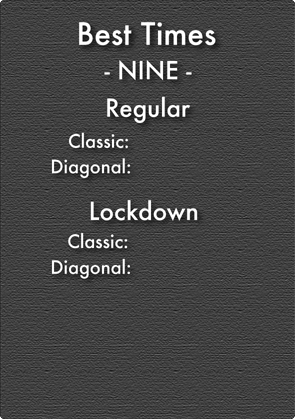 Best Times
- NINE -
Regular
Classic:
Diagonal:
Lockdown
Classic:
Diagonal: